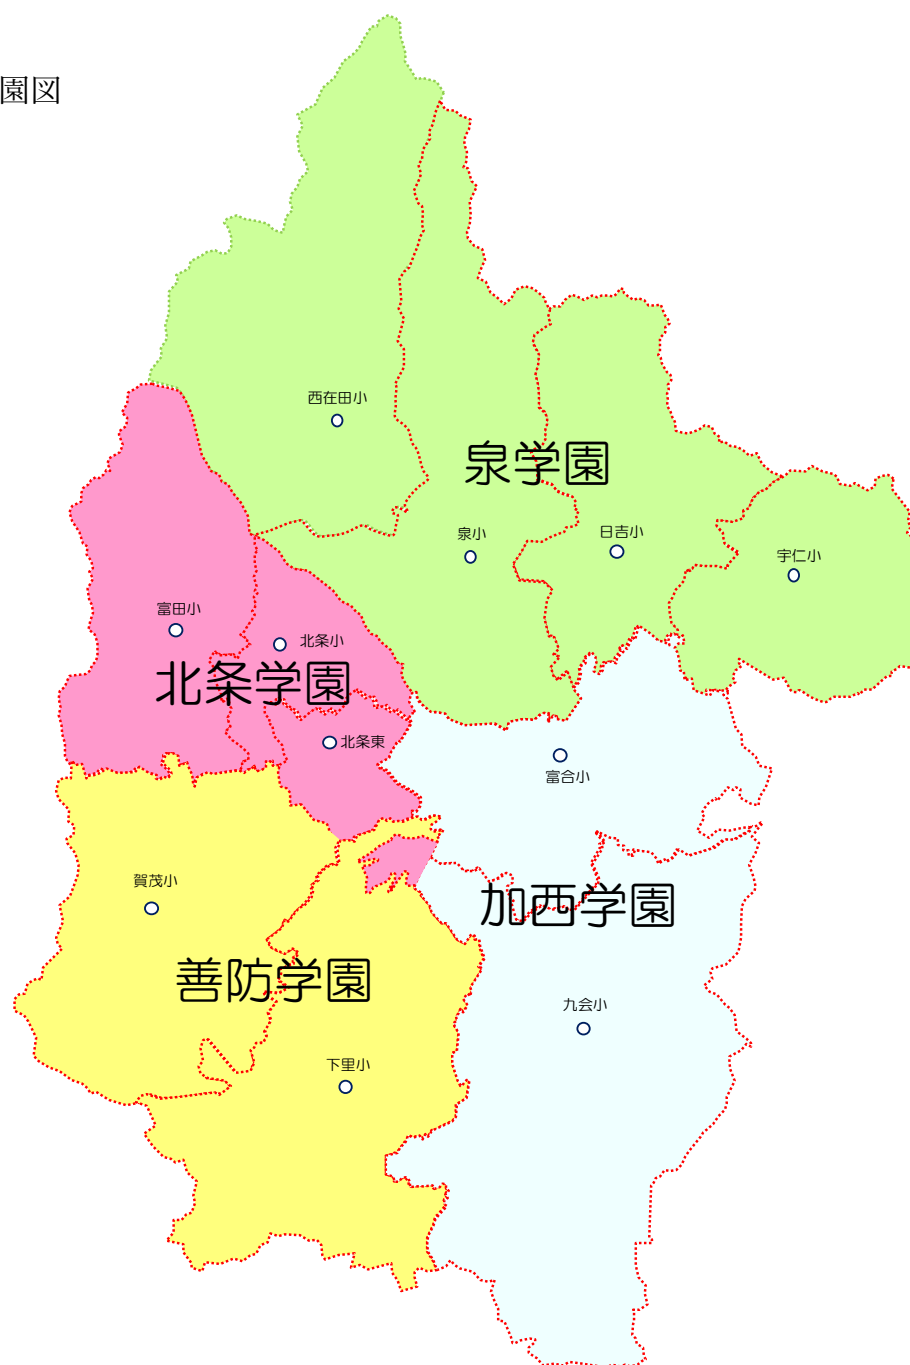 園図
西在田小
泉学園
泉小
日吉小
宇仁小
富田小
北条小
北条学園
北条東
富合小
賀茂小
加西学園
善防学園
九会小
下里小